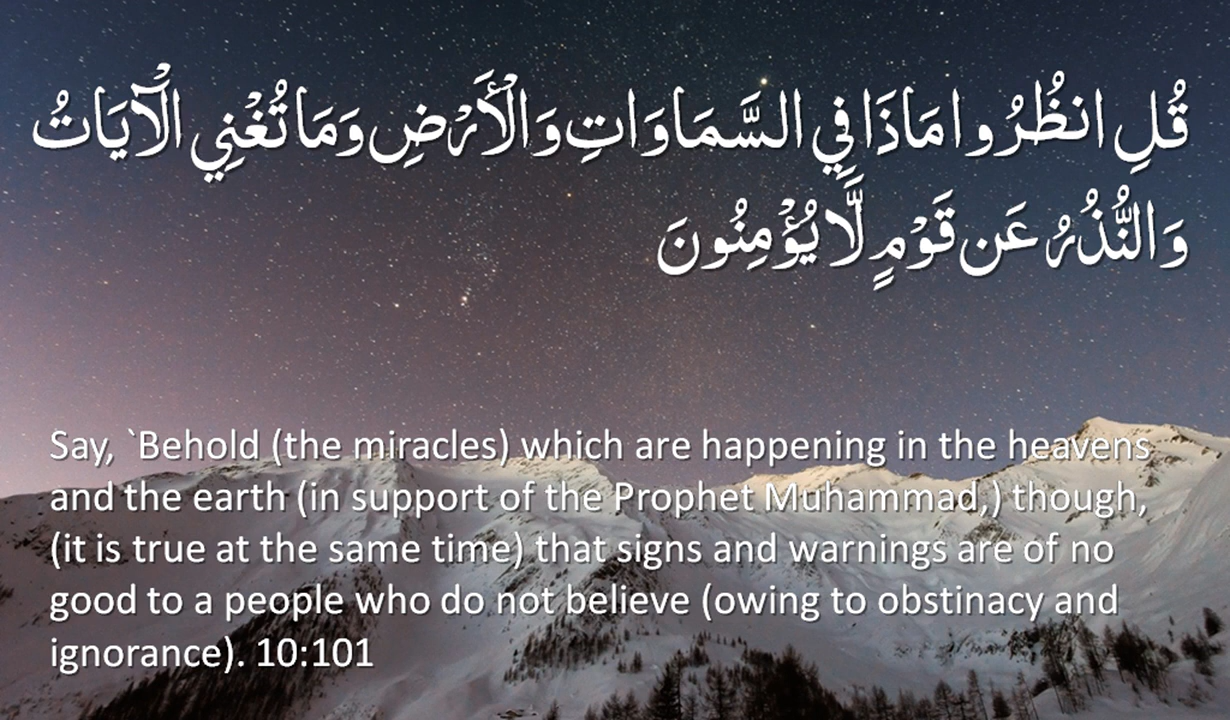 قُلِ انظُرُوا مَاذَا فِي السَّمَاوَاتِ وَالْأَرْضِ وَمَا تُغْنِي الْآيَاتُ
وَالنُّذُرُ عَن قَوْمٍ لَّا يُؤْمِنُونَ
Say, `Behold (the miracles) which are happening in the heavens
and the earth (in support of the Prophet Muhammad,) though,
(it is true at the same time) that signs and warnings are of no
good to a people who do not believe (owing to obstinacy and
ignorance). 10:101